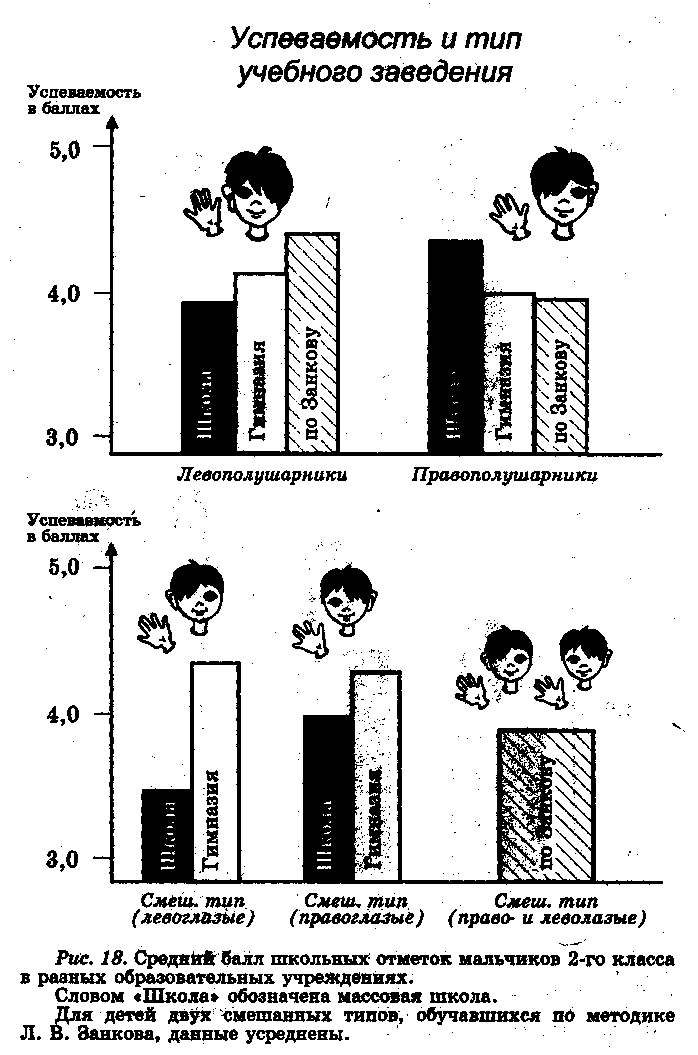 Успеваемость и тип
учебного заведения
Успеваемость
в баллах
5,0
4,0
3,0
Школа
Гимназия
по Занкову
Школа
Гимназия
по Занкову
Левополушарники
Правополушарники
Успеваемость
в баллах
5,0
4,0
3,0
Школа
Гимназия
Школа
Гимназия
по Занкову
Смеш. тип
(левоглазые)
Смеш. тип
(правоглазые)
Смеш. тип
(право- и леволазые)
Рис. 18. Средний балл школьных отметок мальчиков 2-го класса
в разных образовательных учреждениях.
Словом «Школа» обозначена массовая школа.
Для детей двух смешанных типов, обучавшихся по методике
Л. В. Занкова, данные усреднены.